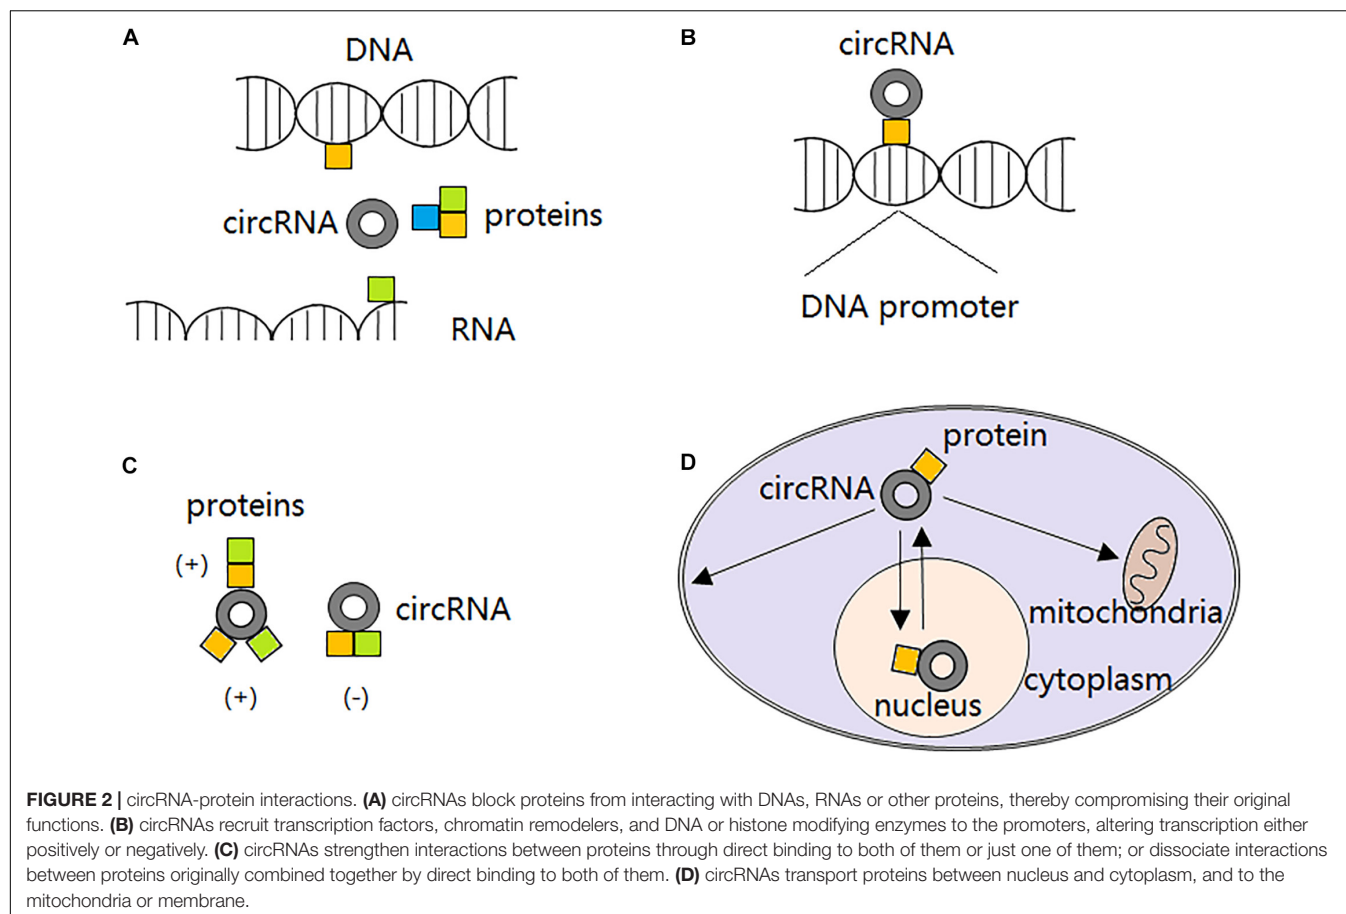 A
DNA
circRNA
proteins
RNA
B
circRNA
DNA promoter
C
proteins
(+)
circRNA
(+)
(-)
D
protein
circRNA
mitochondria
cytoplasm
nucleus
FIGURE 2 | circRNA-protein interactions. (A) circRNAs block proteins from interacting with DNAs, RNAs or other proteins, thereby compromising their original
functions. (B) circRNAs recruit transcription factors, chromatin remodelers, and DNA or histone modifying enzymes to the promoters, altering transcription either
positively or negatively. (C) circRNAs strengthen interactions between proteins through direct binding to both of them or just one of them; or dissociate interactions
between proteins originally combined together by direct binding to both of them. (D) circRNAs transport proteins between nucleus and cytoplasm, and to the
mitochondria or membrane.